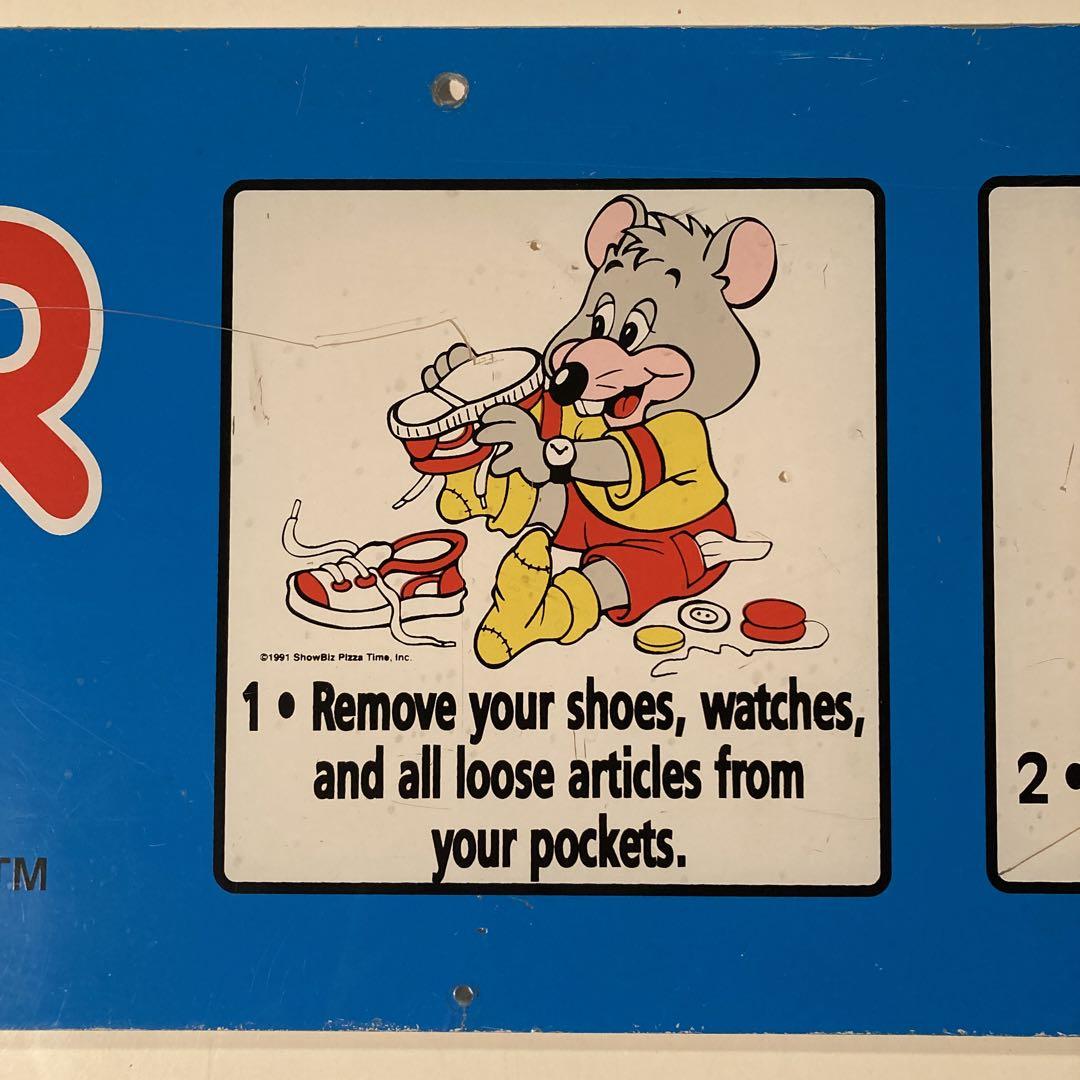 R
TM
©1991 ShowBiz Pizza Time, Inc.
1 • Remove your shoes, watches,
and all loose articles from
your pockets.
2 •